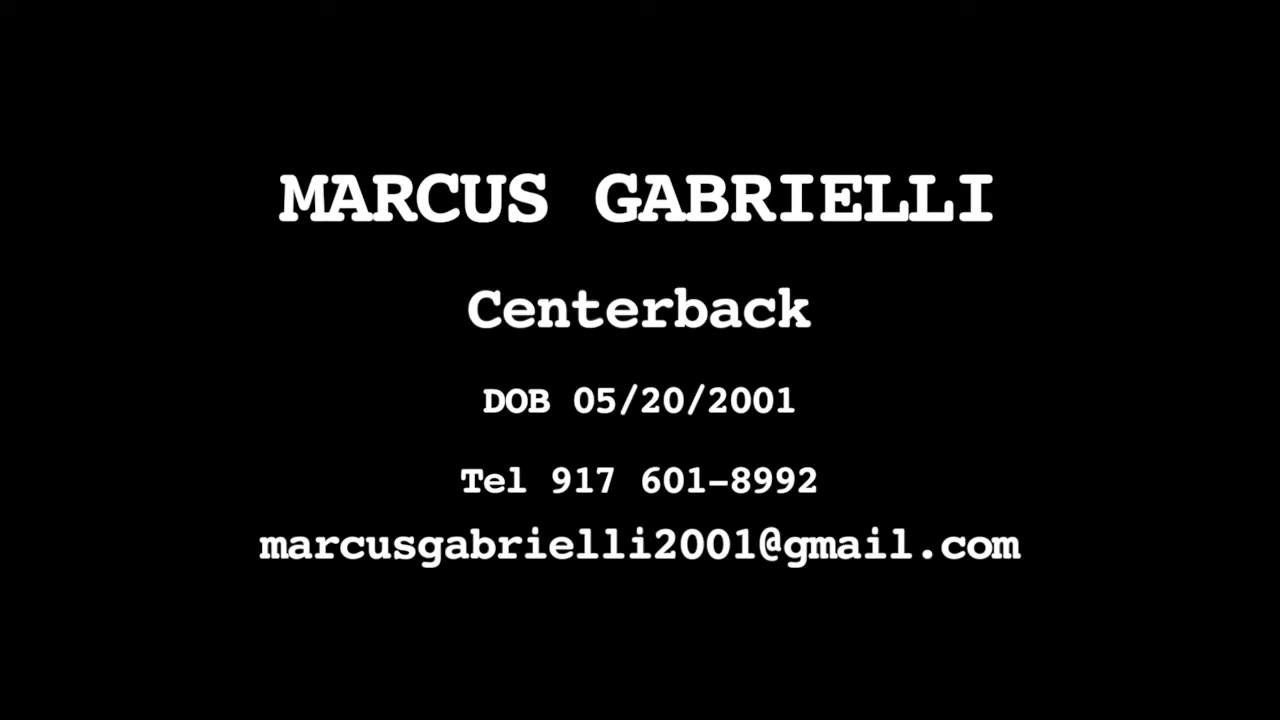 MARCUS GABRIELLI
Centerback
DOB 05/20/2001
Tel 917 601-8992
marcusgabrielli2001@gmail.com